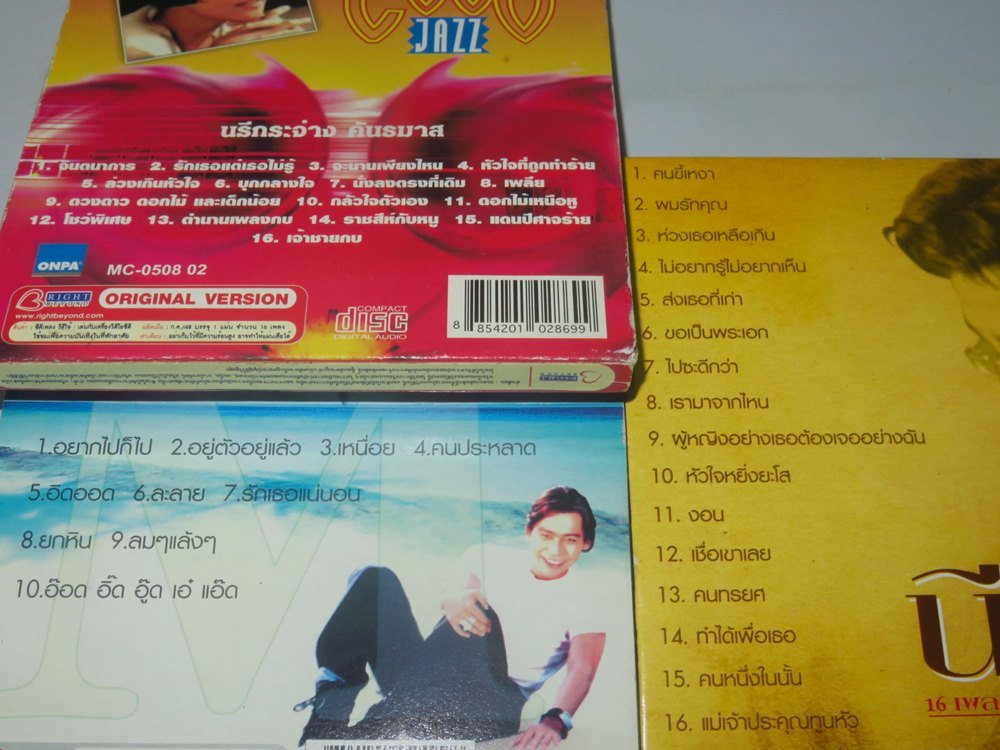 COOL
JAZZ
นรีกระจ่าง คันธมาส
1. จินตนาการ 2. รักเธอแต่เธอไม่รู้ 3. จะนานเพียงไหน 4. หัวใจที่ถูกทำร้าย
5. ล่วงเกินหัวใจ 6. บุกกลางใจ 7. นั่งลงตรงที่เดิม 8. เพลีย
9. ดวงดาว ดอกไม้ และเด็กน้อย 10. กลัวใจตัวเอง 11. ดอกไม้เหนือหู
12. โชว์พิเศษ 13. ตำนานเพลงกบ 14. ราชสีห์กับหนู 15. แดนปีศาจร้าย
16. เจ้าชายกบ
ONPA
MC-0508 02
RIGHT BEYOND
ORIGINAL VERSION
www.rightbeyond.com
COMPACT
disc
DIGITAL AUDIO
8 854201 028699
1.อยากไปก็ไป 2.อยู่ตัวอยู่แล้ว 3.เหนื่อย 4.คนประหลาด
5.อิดออด 6.ละลาย 7.รักเธอแน่นอน
8.ยกหิน 9.ลมๆแล้งๆ
10.อ๊อด อี๊ด อู๊ด เอ๋ แอ๊ด
1. คนขี้เหงา
2. ผมรักคุณ
3. ห่วงเธอเหลือเกิน
4. ไม่อยากรู้ไม่อยากเห็น
5. ส่งเธอที่เก่า
6. ขอเป็นพระเอก
7. ไปซะดีกว่า
8. เรามาจากไหน
9. ผู้หญิงอย่างเธอต้องเจออย่างฉัน
10. หัวใจหยิ่งยะโส
11. งอน
12. เชื่อเขาเลย
13. คนทรยศ
14. ทำได้เพื่อเธอ
15. คนหนึ่งในนั้น
16. แม่เจ้าประคุณทูนหัว
16 เพล